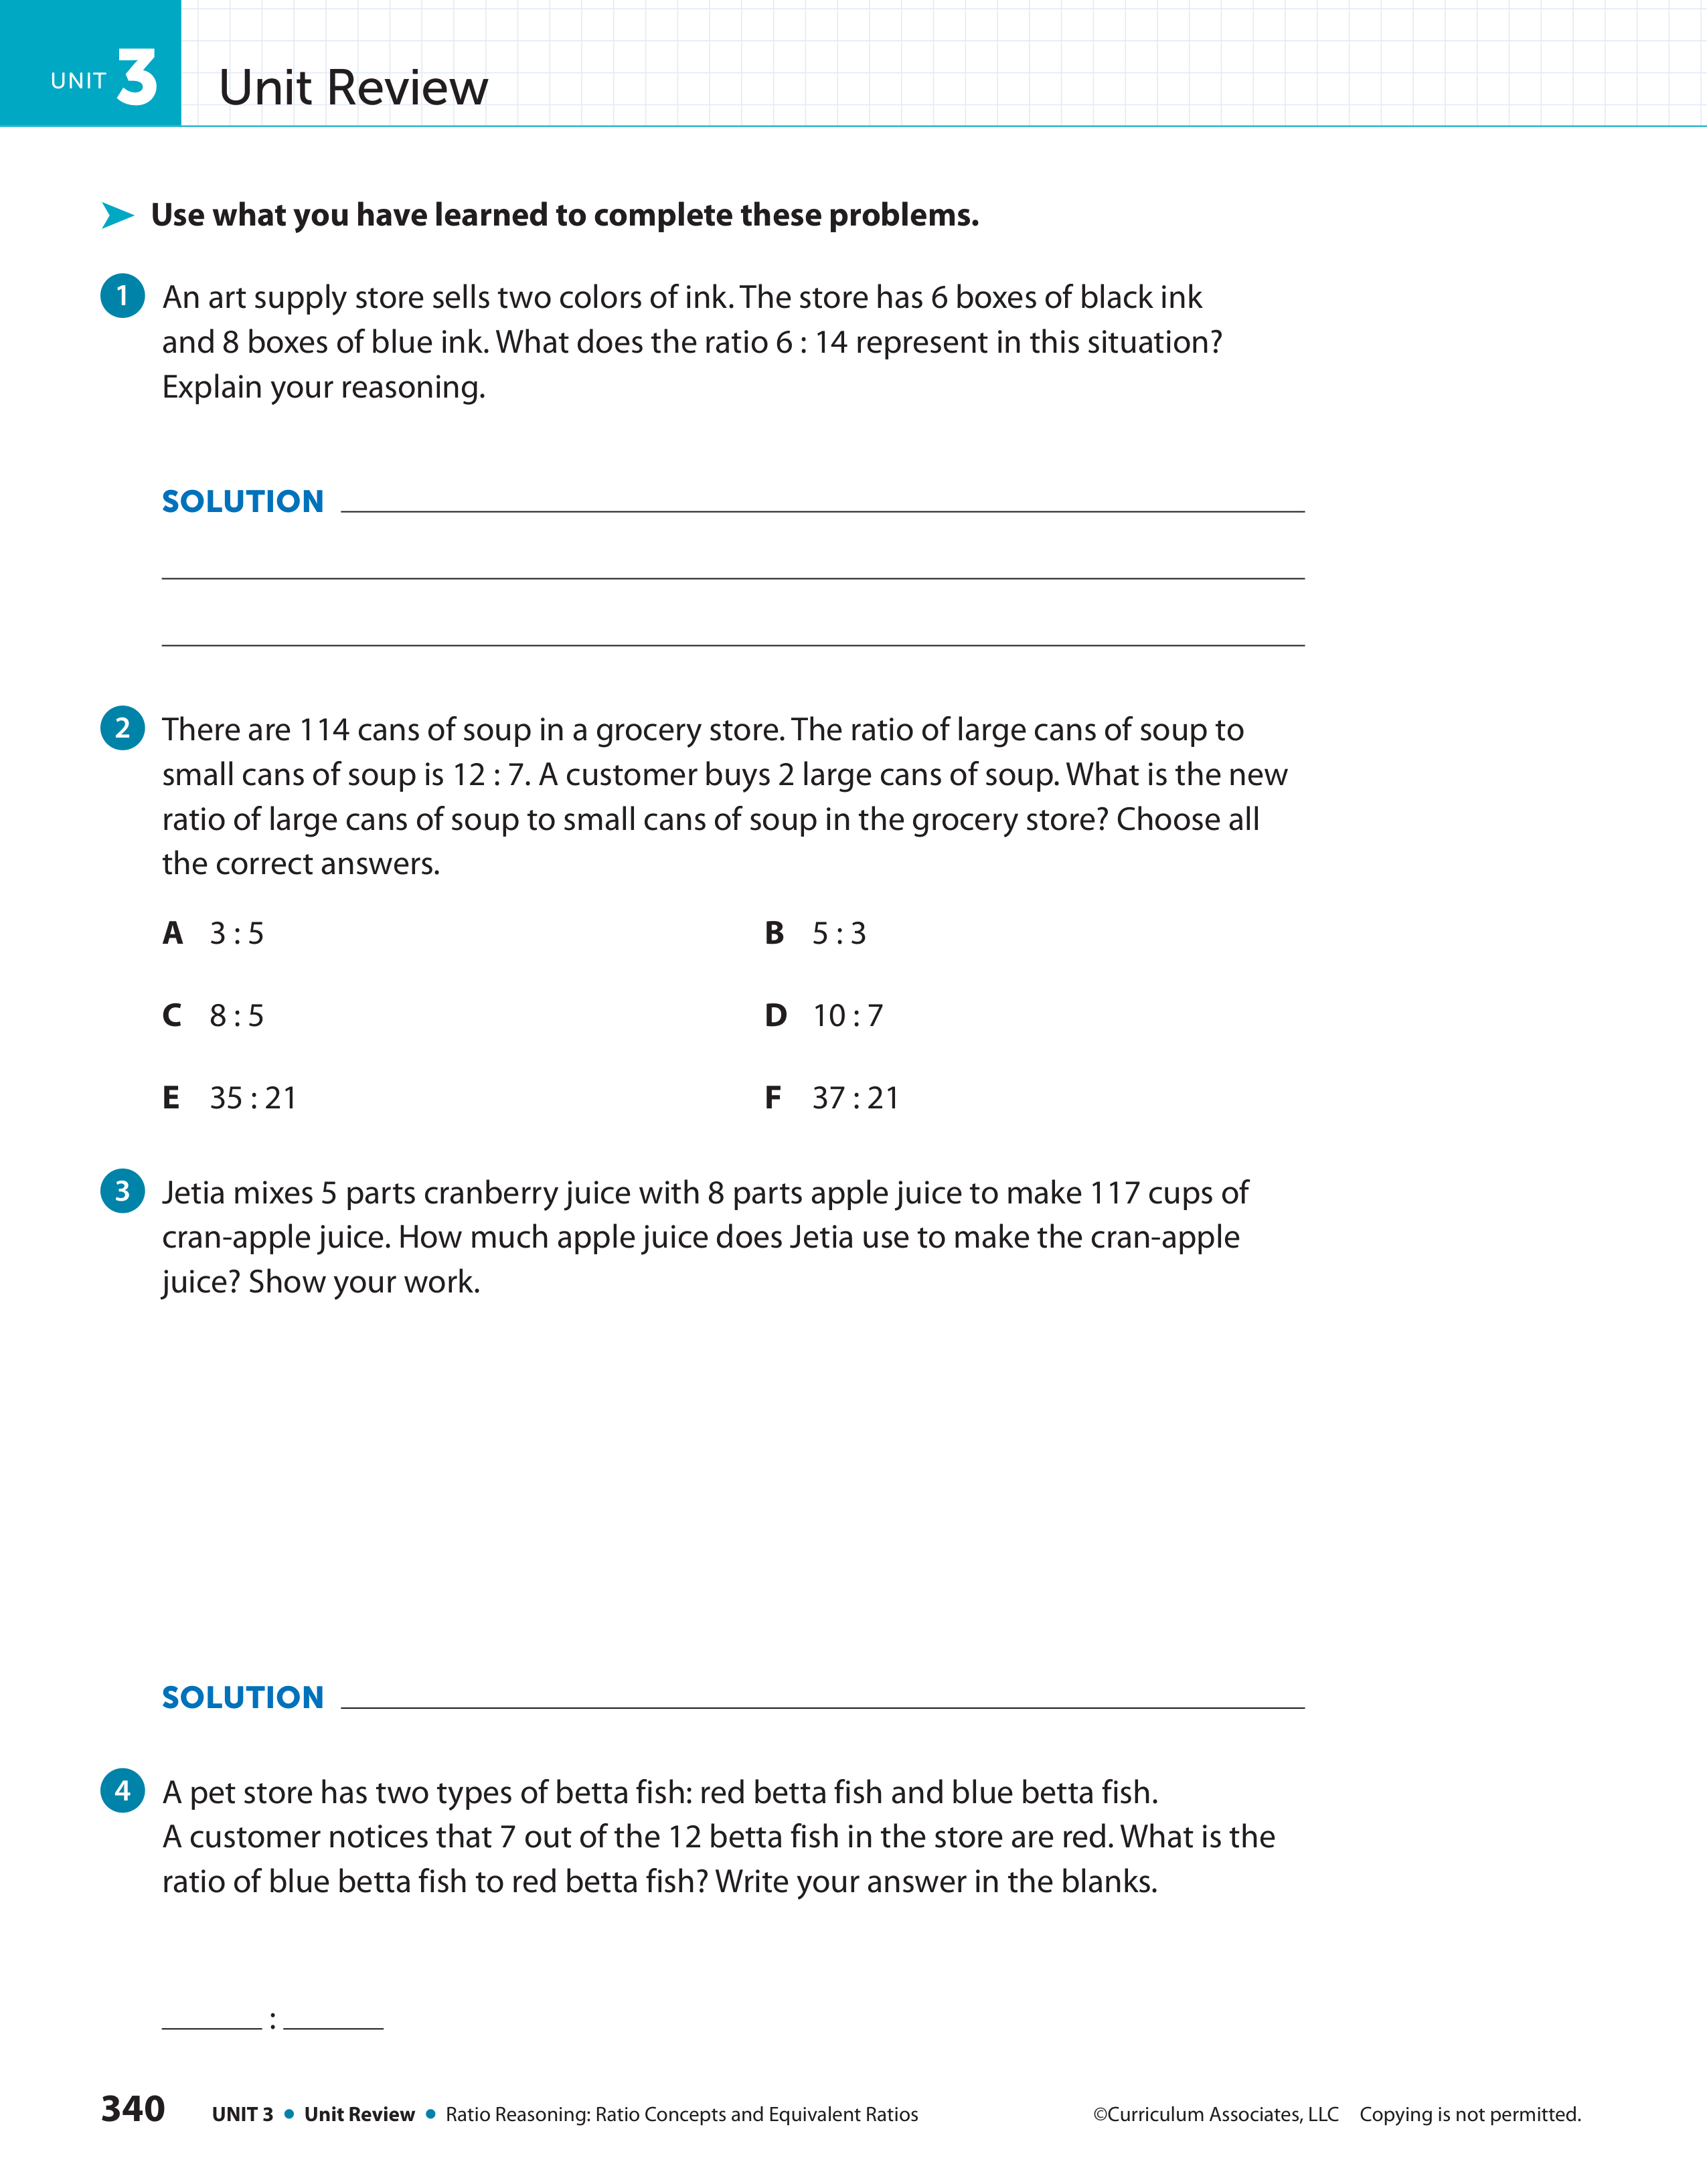 UNIT 3 Unit Review
Use what you have learned to complete these problems.
1 An art supply store sells two colors of ink. The store has 6 boxes of black ink
and 8 boxes of blue ink. What does the ratio 6 : 14 represent in this situation?
Explain your reasoning.
SOLUTION
2 There are 114 cans of soup in a grocery store. The ratio of large cans of soup to
small cans of soup is 12 : 7. A customer buys 2 large cans of soup. What is the new
ratio of large cans of soup to small cans of soup in the grocery store? Choose all
the correct answers.
A 3 : 5 B 5 : 3
C 8 : 5 D 10 : 7
E 35 : 21 F 37 : 21
3 Jetia mixes 5 parts cranberry juice with 8 parts apple juice to make 117 cups of
cran-apple juice. How much apple juice does Jetia use to make the cran-apple
juice? Show your work.
SOLUTION
4 A pet store has two types of betta fish: red betta fish and blue betta fish.
A customer notices that 7 out of the 12 betta fish in the store are red. What is the
ratio of blue betta fish to red betta fish? Write your answer in the blanks.
:
340 UNIT 3 • Unit Review • Ratio Reasoning: Ratio Concepts and Equivalent Ratios ©Curriculum Associates, LLC Copying is not permitted.